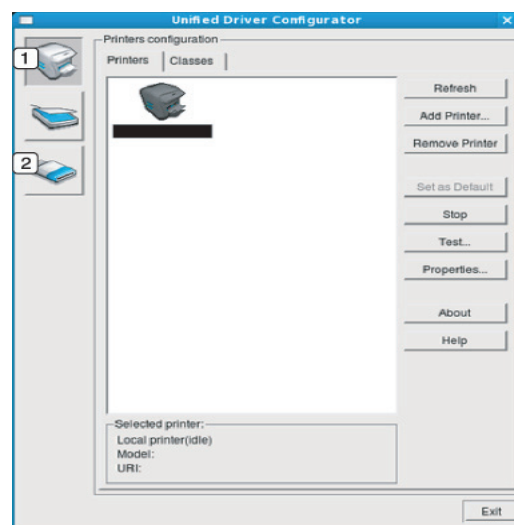 Unified Driver Configurator
1
2
Printers configuration
Printers
Classes
Refresh
Add Printer...
Remove Printer
Set as Default
Stop
Test...
Properties...
About
Help
Selected printer:
Local printer(idle)
Model:
URI:
Exit